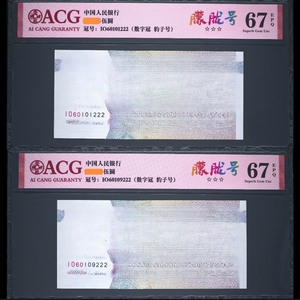 ACG
AI CANG GUARANTY
中国人民银行
伍圆
冠号：IO60101222（数字冠 豹子号）
朦胧号
☆☆☆
67 EPQ
Superb Gem Unc
IO60101222
ACG
AI CANG GUARANTY
中国人民银行
伍圆
冠号：IO60109222（数字冠 豹子号）
朦胧号
☆☆☆
67 EPQ
Superb Gem Unc
IO60109222